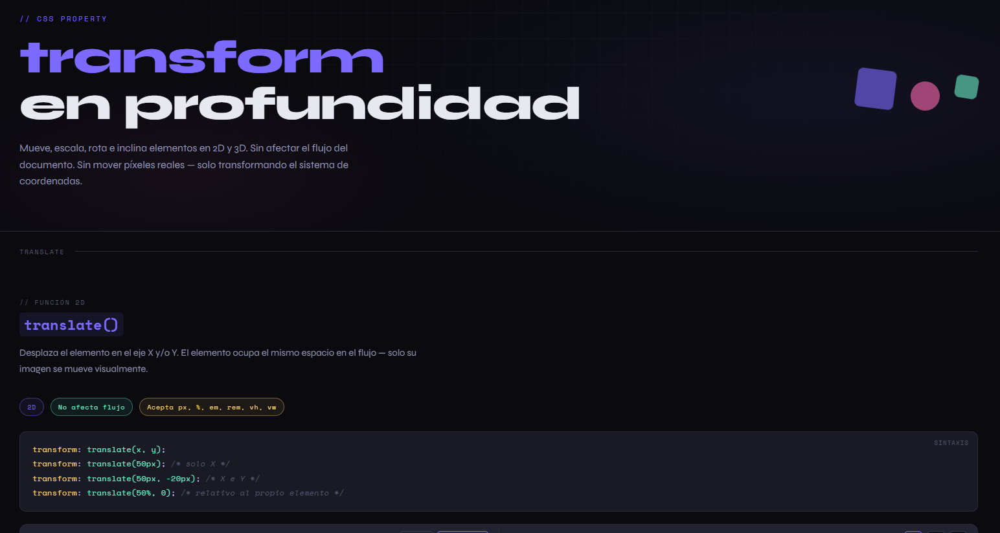 // CSS PROPERTY
transform
en profundidad
Mueve, escala, rota e inclina elementos en 2D y 3D. Sin afectar el flujo del
documento. Sin mover píxeles reales — solo transformando el sistema de
coordenadas.
TRANSLATE
// FUNCIÓN 2D
translate()
Desplaza el elemento en el eje X y/o Y. El elemento ocupa el mismo espacio en el flujo — solo su
imagen se mueve visualmente.
2D
No afecta flujo
Acepta px, %, em, rem, vh, vw
SINTAXIS
transform: translate(x, y);
transform: translate(50px); /* solo X */
transform: translate(50px, -20px); /* X e Y */
transform: translate(50%, 0); /* relativo al propio elemento */